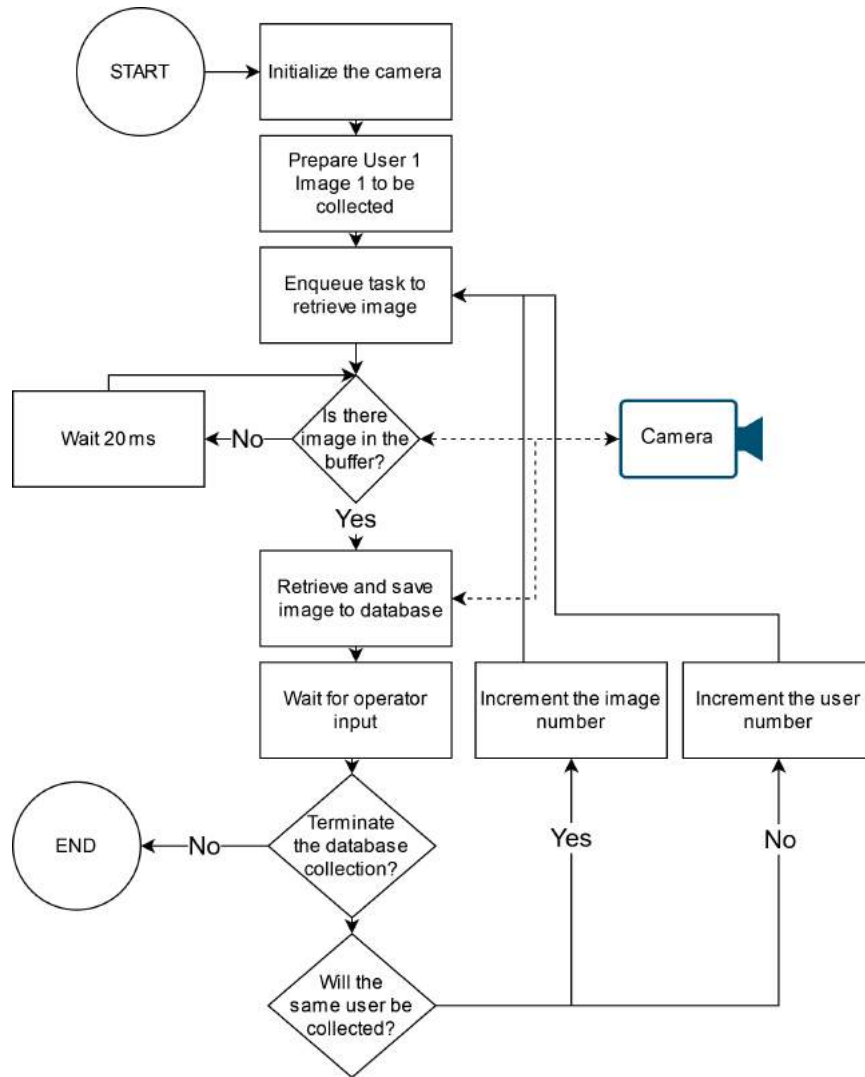 START
Initialize the camera
Prepare User 1
Image 1 to be
collected
Enqueue task to
retrieve image
Is there
image in the
buffer?
No
Wait 20 ms
Camera
Yes
Retrieve and save
image to database
Wait for operator
input
Increment the image
number
Increment the user
number
Terminate
the database
collection?
No
END
Yes
No
Will the
same user be
collected?